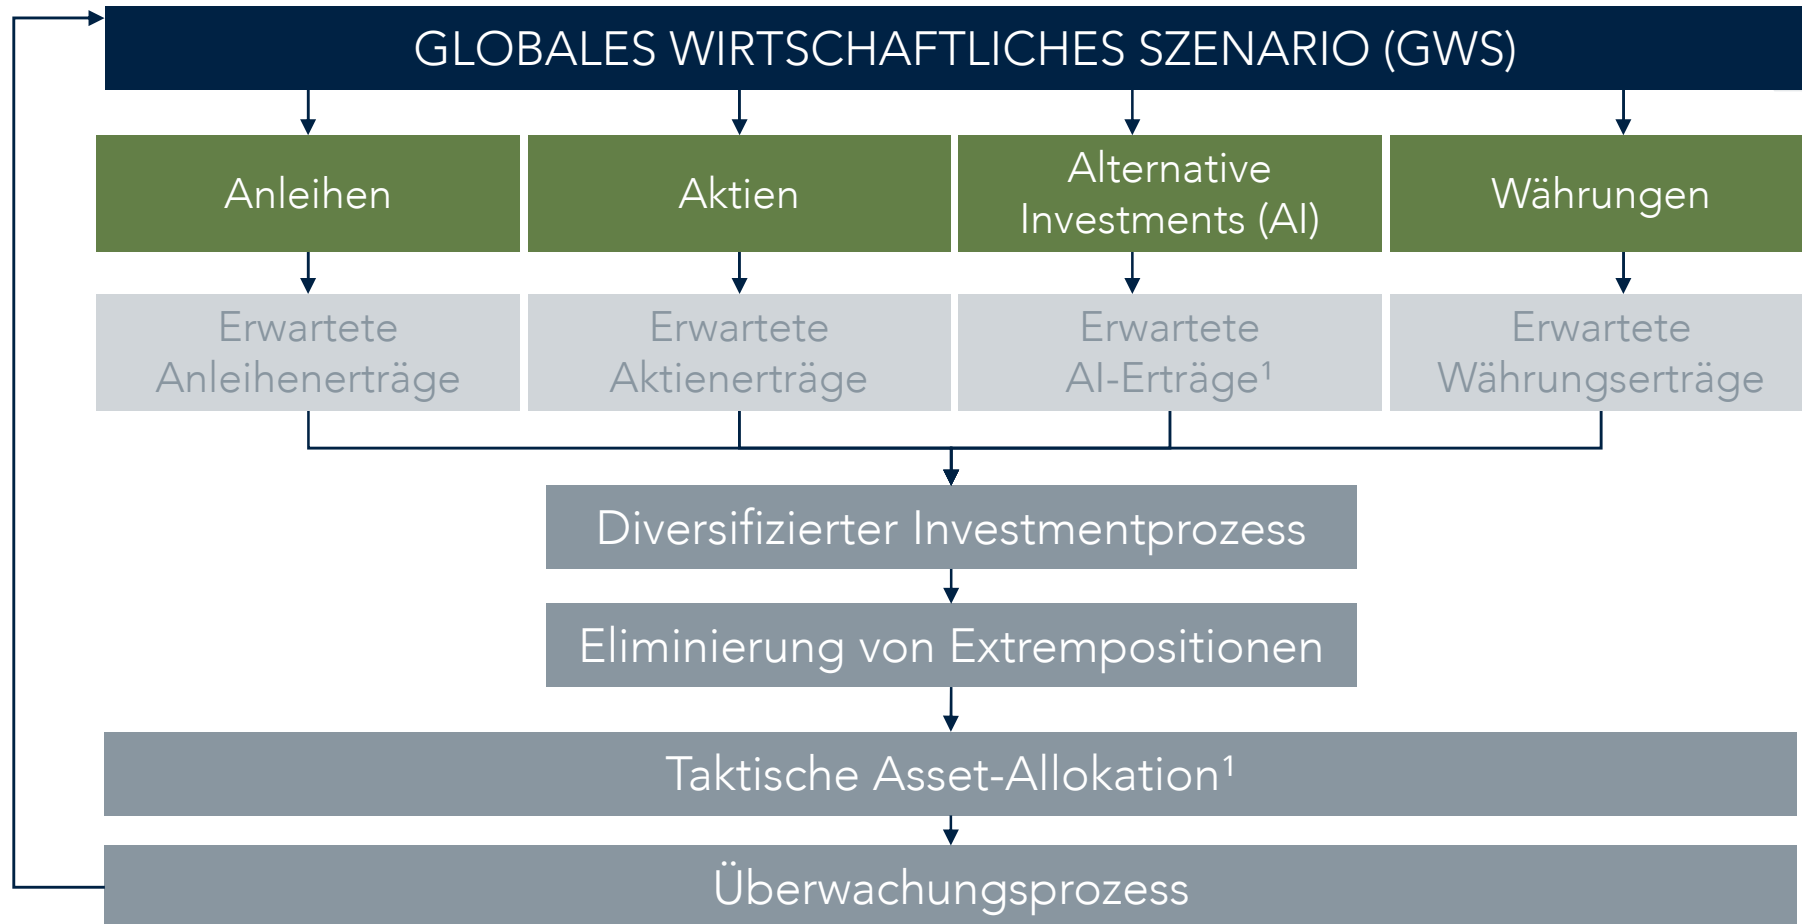 GLOBALES WIRTSCHAFTLICHES SZENARIO (GWS)
Anleihen
Aktien
Alternative
Investments (AI)
Währungen
Erwartete
Anleihenerträge
Erwartete
Aktienerträge
Erwartete
AI-Erträge¹
Erwartete
Währungserträge
Diversifizierter Investmentprozess
Eliminierung von Extrempositionen
Taktische Asset-Allokation¹
Überwachungsprozess